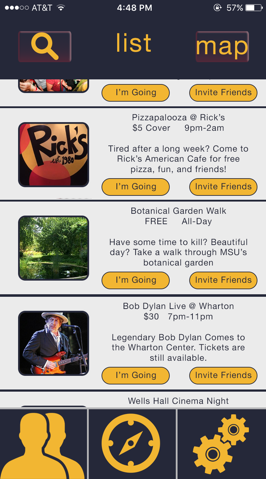 ●●●○○ AT&T 4:48 PM 57%
list
map
I'm Going Invite Friends
Rick's
est 1980
Pizzapalooza @ Rick's
$5 Cover 9pm-2am
Tired after a long week? Come to
Rick's American Cafe for free
pizza, fun, and friends!
I'm Going Invite Friends
Botanical Garden Walk
FREE All-Day
Have some time to kill? Beautiful
day? Take a walk through MSU's
botanical garden
I'm Going Invite Friends
Bob Dylan Live @ Wharton
$30 7pm-11pm
Legendary Bob Dylan Comes to
the Wharton Center. Tickets are
still available.
I'm Going Invite Friends
Wells Hall Cinema Night